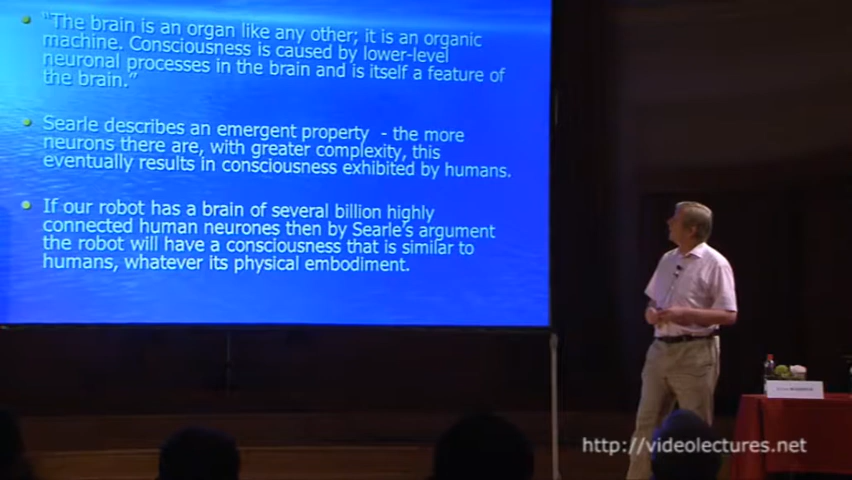 “The brain is an organ like any other; it is an organic
machine. Consciousness is caused by lower-level
neuronal processes in the brain and is itself a feature of
the brain.”
Searle describes an emergent property - the more
neurons there are, with greater complexity, this
eventually results in consciousness exhibited by humans.
If our robot has a brain of several billion highly
connected human neurones then by Searle’s argument
the robot will have a consciousness that is similar to
humans, whatever its physical embodiment.
http://videolectures.net